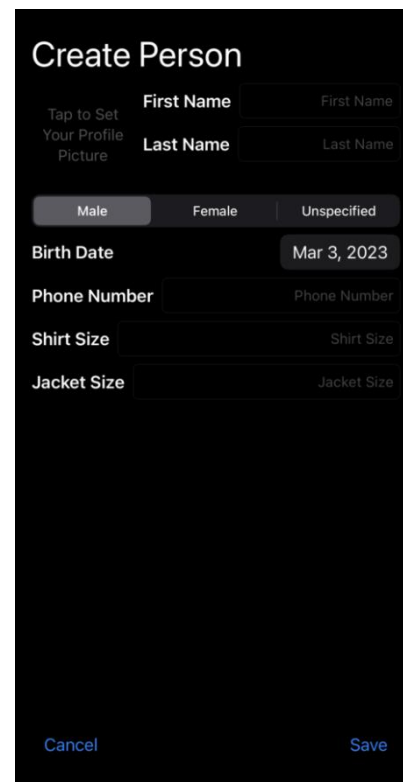 Create Person
Tap to Set
Your Profile
Picture
First Name First Name
Last Name Last Name
Male Female Unspecified
Birth Date Mar 3, 2023
Phone Number Phone Number
Shirt Size Shirt Size
Jacket Size Jacket Size
Cancel Save